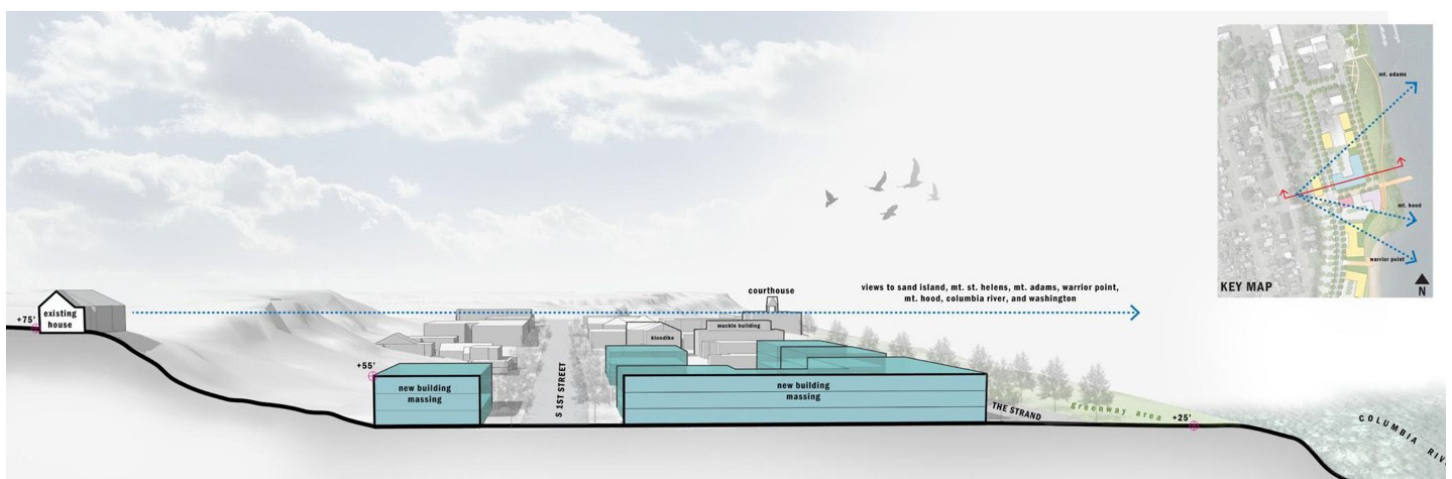 mt. adams
mt. hood
warrior point
KEY MAP
N
views to sand island, mt. st. helens, mt. adams, warrior point,
mt. hood, columbia river, and washington
courthouse
existing
house
+75'
muckle building
klondike
+55'
new building
massing
S 1ST STREET
new building
massing
THE STRAND
greenway area
+25'
COLUMBIA RIV